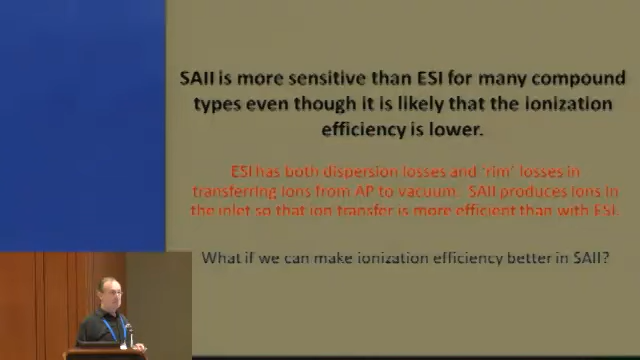 SAII is more sensitive than ESI for many compound
types even though it is likely that the ionization
efficiency is lower.
ESI has both dispersion losses and 'rim' losses in
transferring ions from AP to vacuum. SAII produces ions in
the inlet so that ion transfer is more efficient than with ESI.
What if we can make ionization efficiency better in SAII?